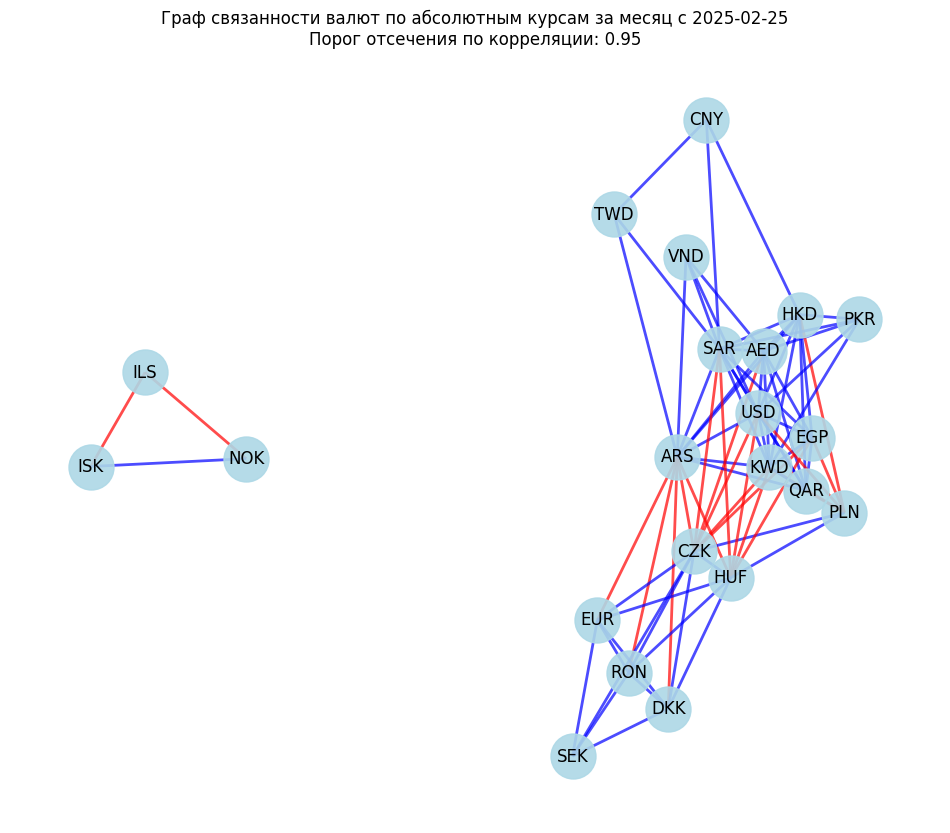 Граф связанности валют по абсолютным курсам за месяц с 2025-02-25
Порог отсечения по корреляции: 0.95
CNY
TWD
VND
HKD
PKR
SAR
AED
ILS
USD
EGP
ARS
NOK
ISK
KWD
QAR
PLN
CZK
HUF
EUR
RON
DKK
SEK